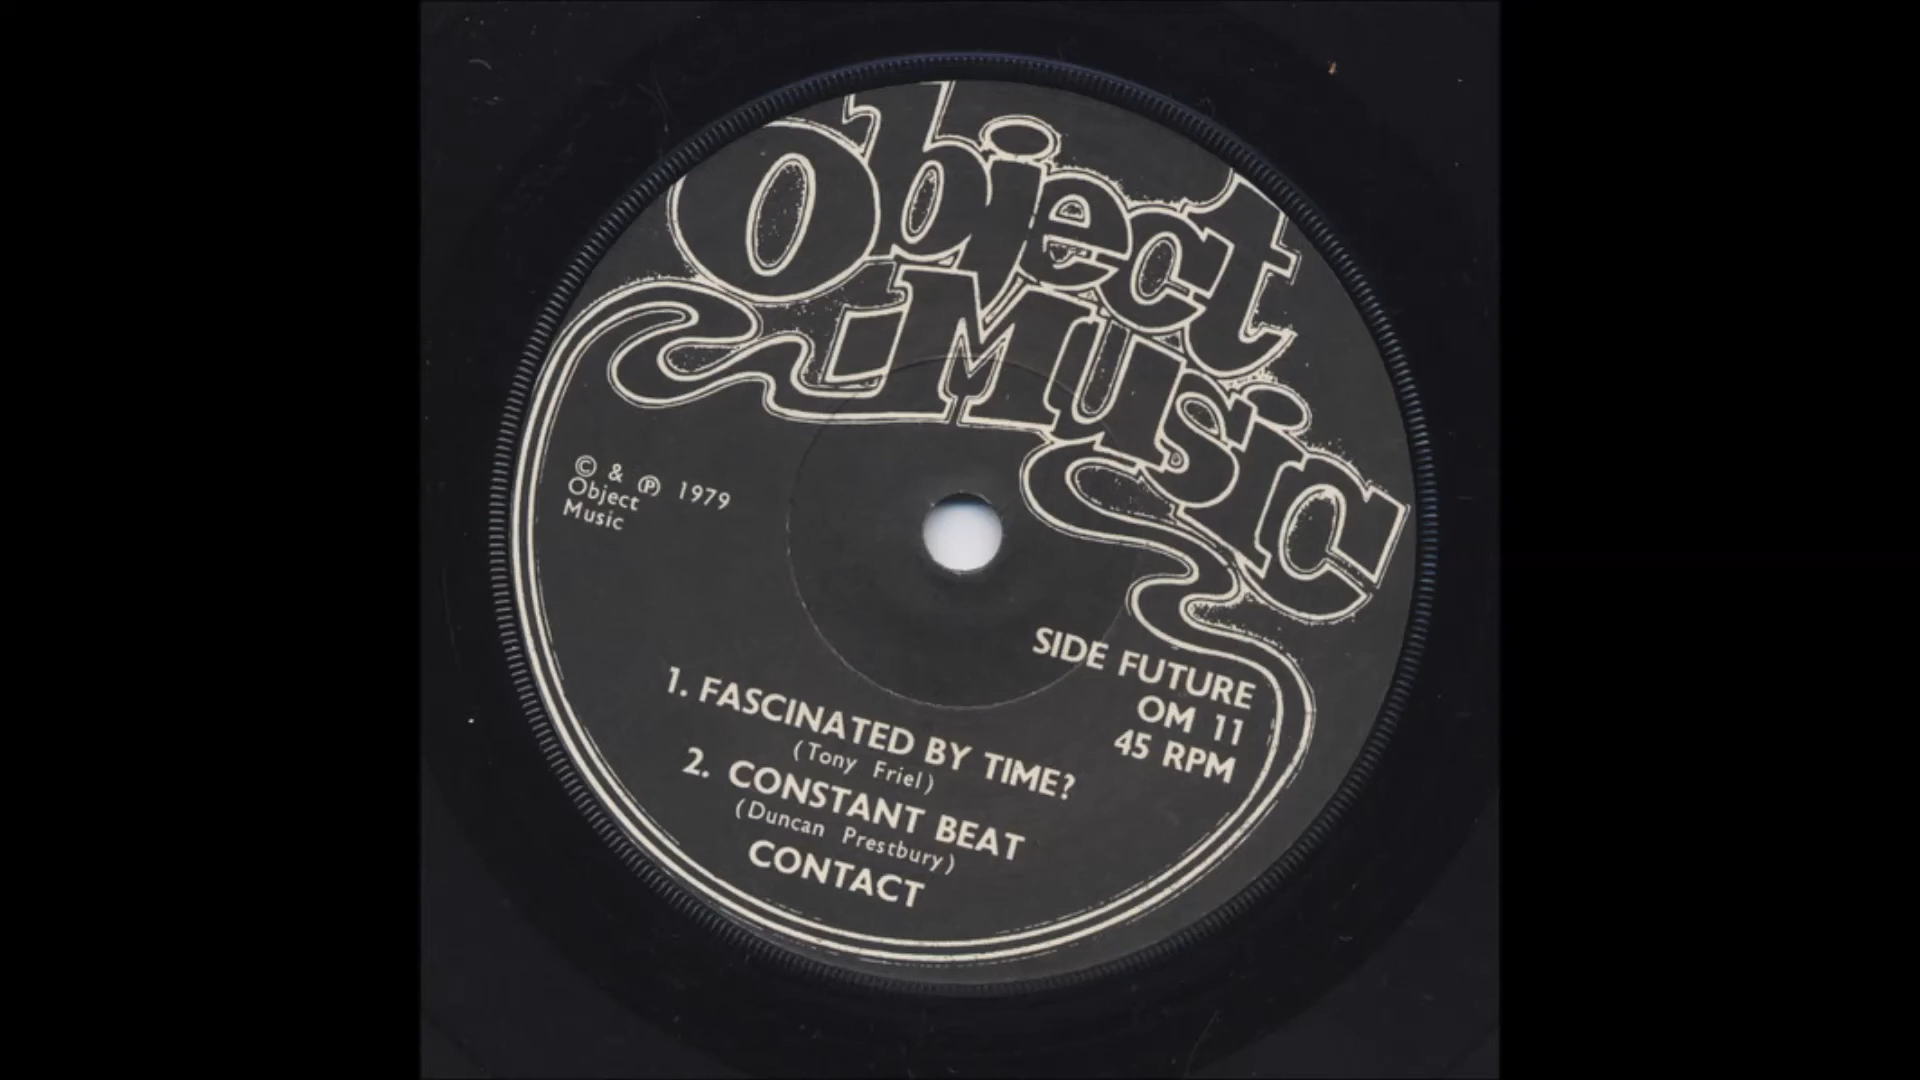 Object
Music
© & ℗ 1979
Object
Music
SIDE FUTURE
OM 11
45 RPM
1. FASCINATED BY TIME?
(Tony Friel)
2. CONSTANT BEAT
(Duncan Prestbury)
CONTACT